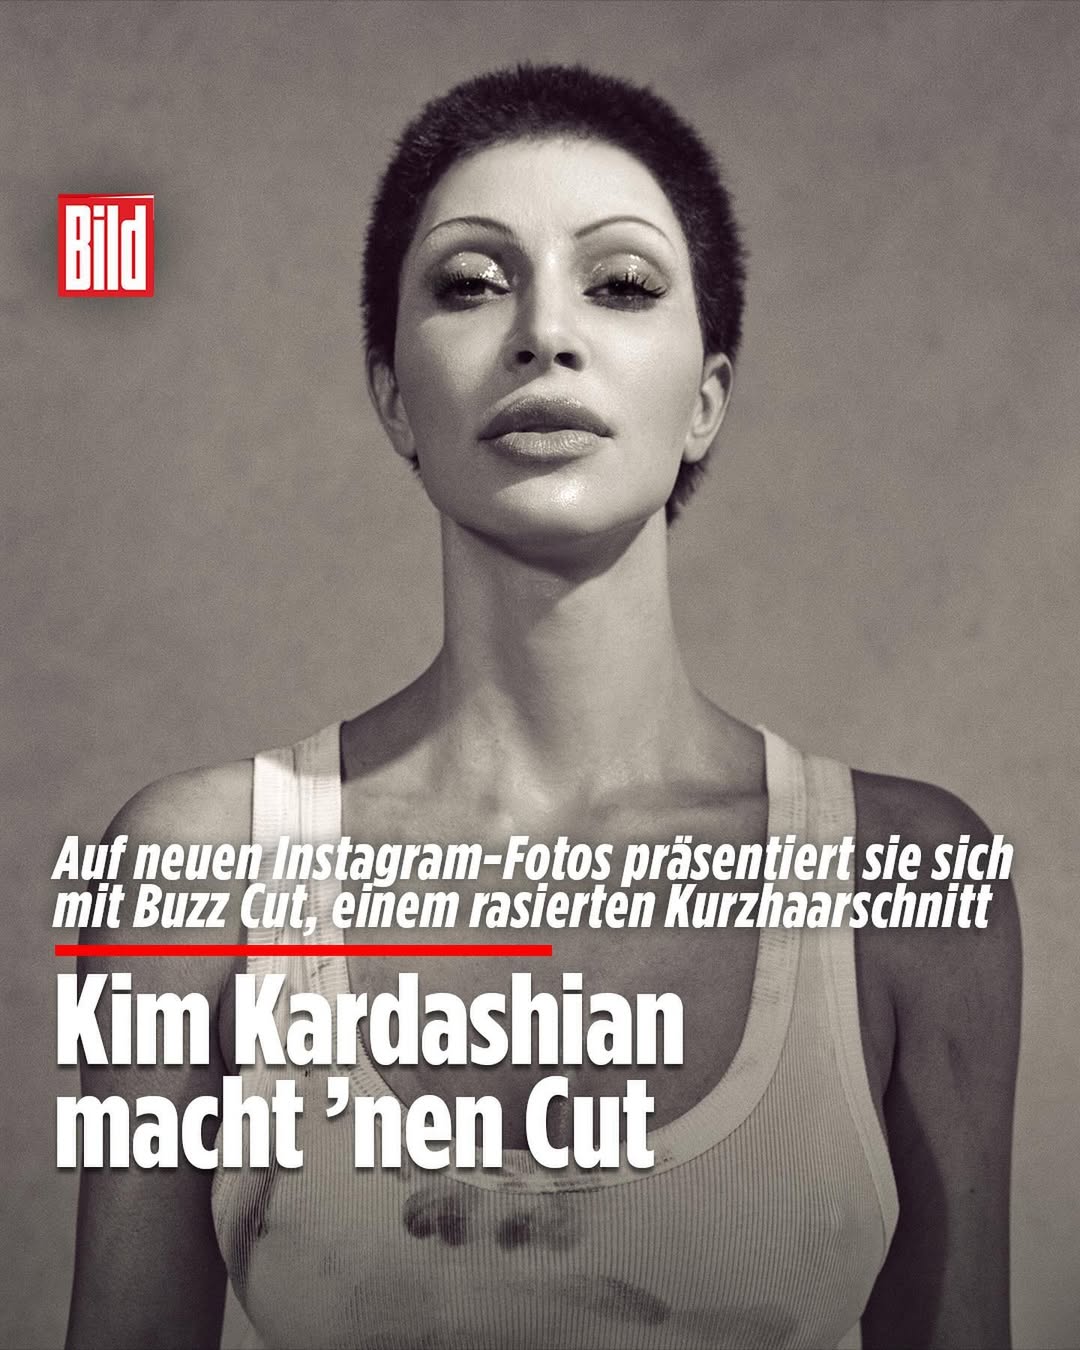 Bild
Auf neuen Instagram-Fotos präsentiert sie sich
mit Buzz Cut, einem rasierten Kurzhaarschnitt
Kim Kardashian
macht ’nen Cut